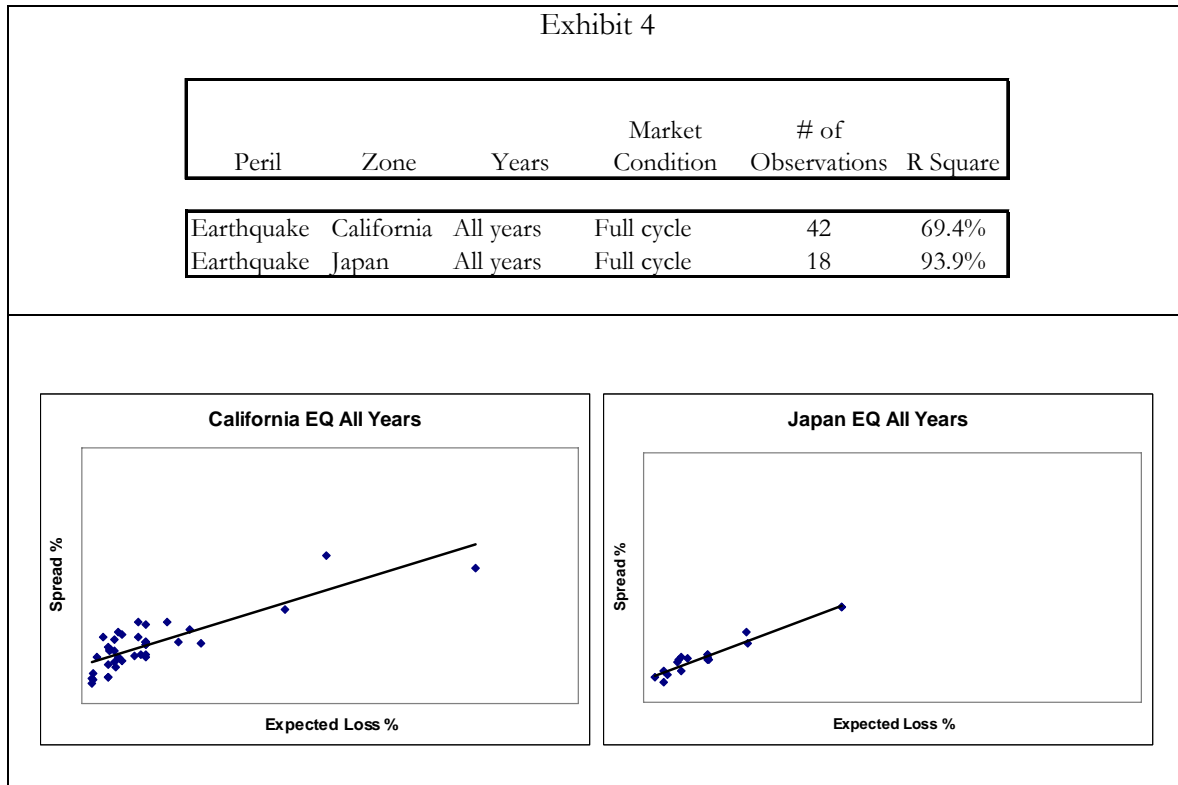 Exhibit 4
Market # of
Peril Zone Years Condition Observations R Square
Earthquake California All years Full cycle 42 69.4%
Earthquake Japan All years Full cycle 18 93.9%
California EQ All Years
Spread %
Expected Loss %
Japan EQ All Years
Spread %
Expected Loss %